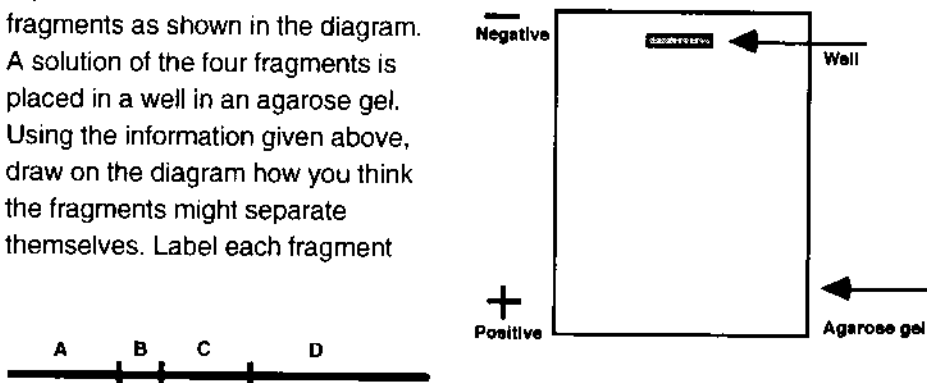 fragments as shown in the diagram.
A solution of the four fragments is
placed in a well in an agarose gel.
Using the information given above,
draw on the diagram how you think
the fragments might separate
themselves. Label each fragment
Negative
Well
+
Positive
Agarose gel
A B C D